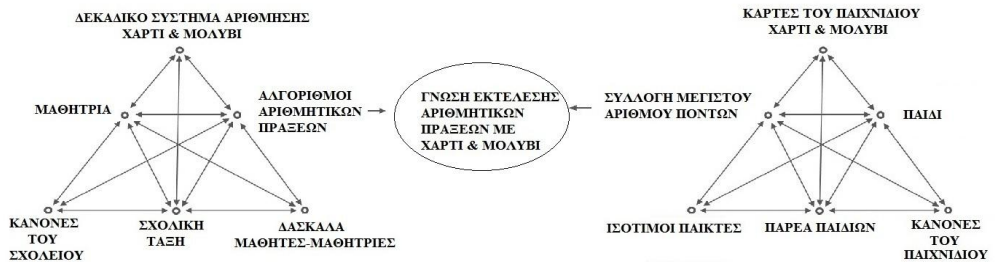 ΔΕΚΑΔΙΚΟ ΣΥΣΤΗΜΑ ΑΡΙΘΜΗΣΗΣ
ΧΑΡΤΙ & ΜΟΛΥΒΙ
ΜΑΘΗΤΡΙΑ
ΑΛΓΟΡΙΘΜΟΙ
ΑΡΙΘΜΗΤΙΚΩΝ
ΠΡΑΞΕΩΝ
ΚΑΝΟΝΕΣ
ΤΟΥ
ΣΧΟΛΕΙΟΥ
ΣΧΟΛΙΚΗ
ΤΑΞΗ
ΔΑΣΚΑΛΑ
ΜΑΘΗΤΕΣ-ΜΑΘΗΤΡΙΕΣ
ΓΝΩΣΗ ΕΚΤΕΛΕΣΗΣ
ΑΡΙΘΜΗΤΙΚΩΝ
ΠΡΑΞΕΩΝ ΜΕ
ΧΑΡΤΙ & ΜΟΛΥΒΙ
ΚΑΡΤΕΣ ΤΟΥ ΠΑΙΧΝΙΔΙΟΥ
ΧΑΡΤΙ & ΜΟΛΥΒΙ
ΣΥΛΛΟΓΗ ΜΕΓΙΣΤΟΥ
ΑΡΙΘΜΟΥ ΠΟΝΤΩΝ
ΠΑΙΔΙ
ΙΣΟΤΙΜΟΙ ΠΑΙΚΤΕΣ
ΠΑΡΕΑ ΠΑΙΔΙΩΝ
ΚΑΝΟΝΕΣ
ΤΟΥ
ΠΑΙΧΝΙΔΙΟΥ